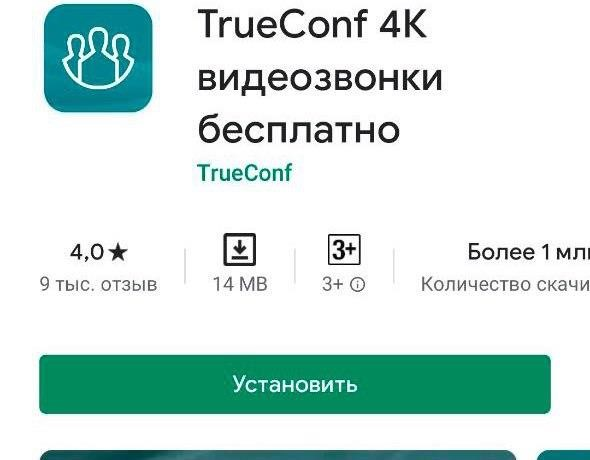 TrueConf 4K
видеозвонки
бесплатно
TrueConf
4,0★
9 тыс. отзыв
14 MB
3+
3+
Более 1 мл
Количество скачи
Установить